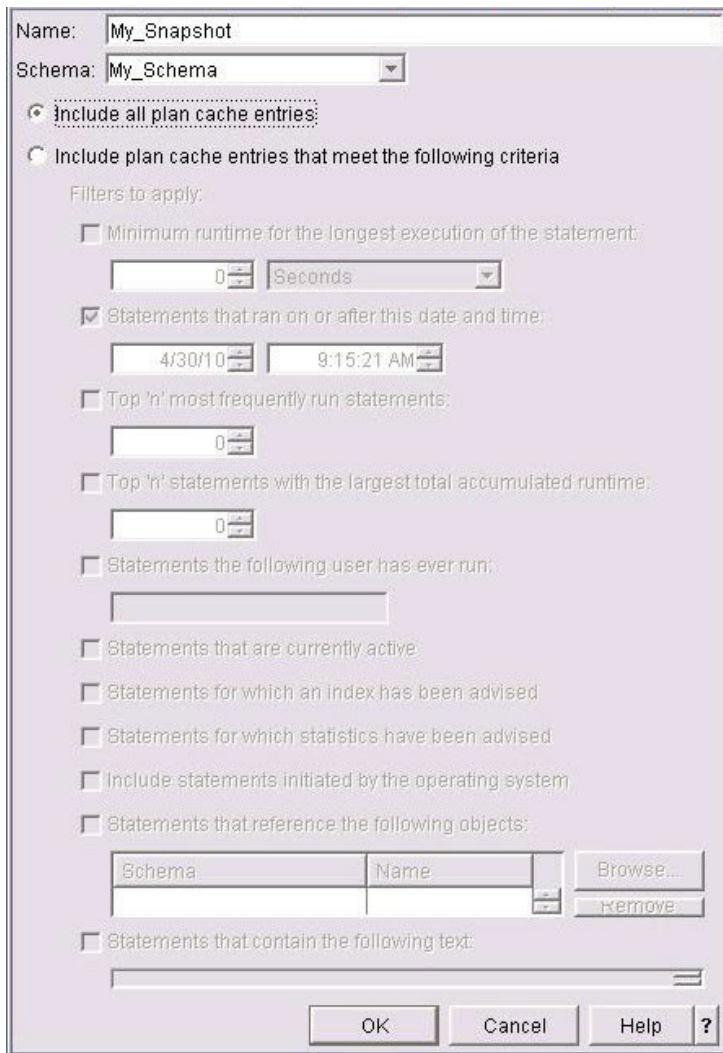 Name: My_Snapshot
Schema: My_Schema
Include all plan cache entries
Include plan cache entries that meet the following criteria
Filters to apply:
Minimum runtime for the longest execution of the statement:
0 Seconds
Statements that ran on or after this date and time:
4/30/10 9:15:21 AM
Top 'n' most frequently run statements:
0
Top 'n' statements with the largest total accumulated runtime:
0
Statements the following user has ever run:
Statements that are currently active
Statements for which an index has been advised
Statements for which statistics have been advised
Include statements initiated by the operating system
Statements that reference the following objects:
Schema Name Browse...
Remove
Statements that contain the following text:
OK Cancel Help ?